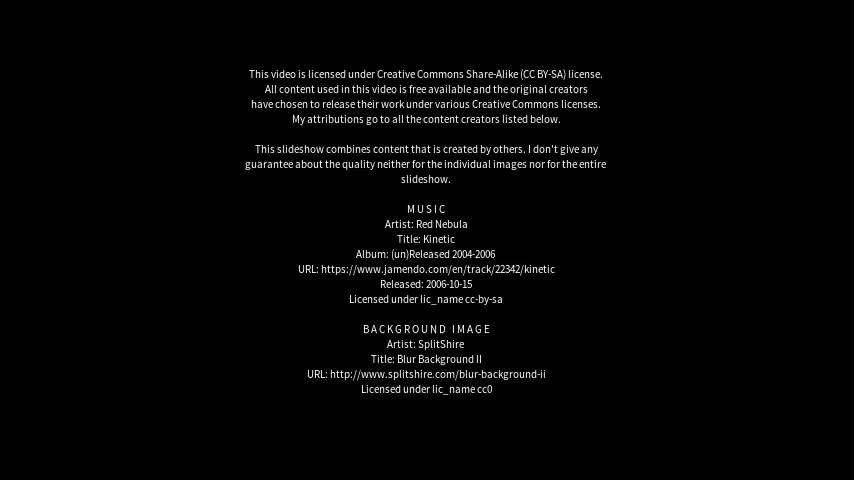 This video is licensed under Creative Commons Share-Alike (CC BY-SA) license.
All content used in this video is free available and the original creators
have chosen to release their work under various Creative Commons licenses.
My attributions go to all the content creators listed below.
This slideshow combines content that is created by others. I don't give any
guarantee about the quality neither for the individual images nor for the entire
slideshow.
MUSIC
Artist: Red Nebula
Title: Kinetic
Album: (un)Released 2004-2006
URL: https://www.jamendo.com/en/track/22342/kinetic
Released: 2006-10-15
Licensed under lic_name cc-by-sa
BACKGROUND IMAGE
Artist: SplitShire
Title: Blur Background II
URL: http://www.splitshire.com/blur-background-ii
Licensed under lic_name cc0